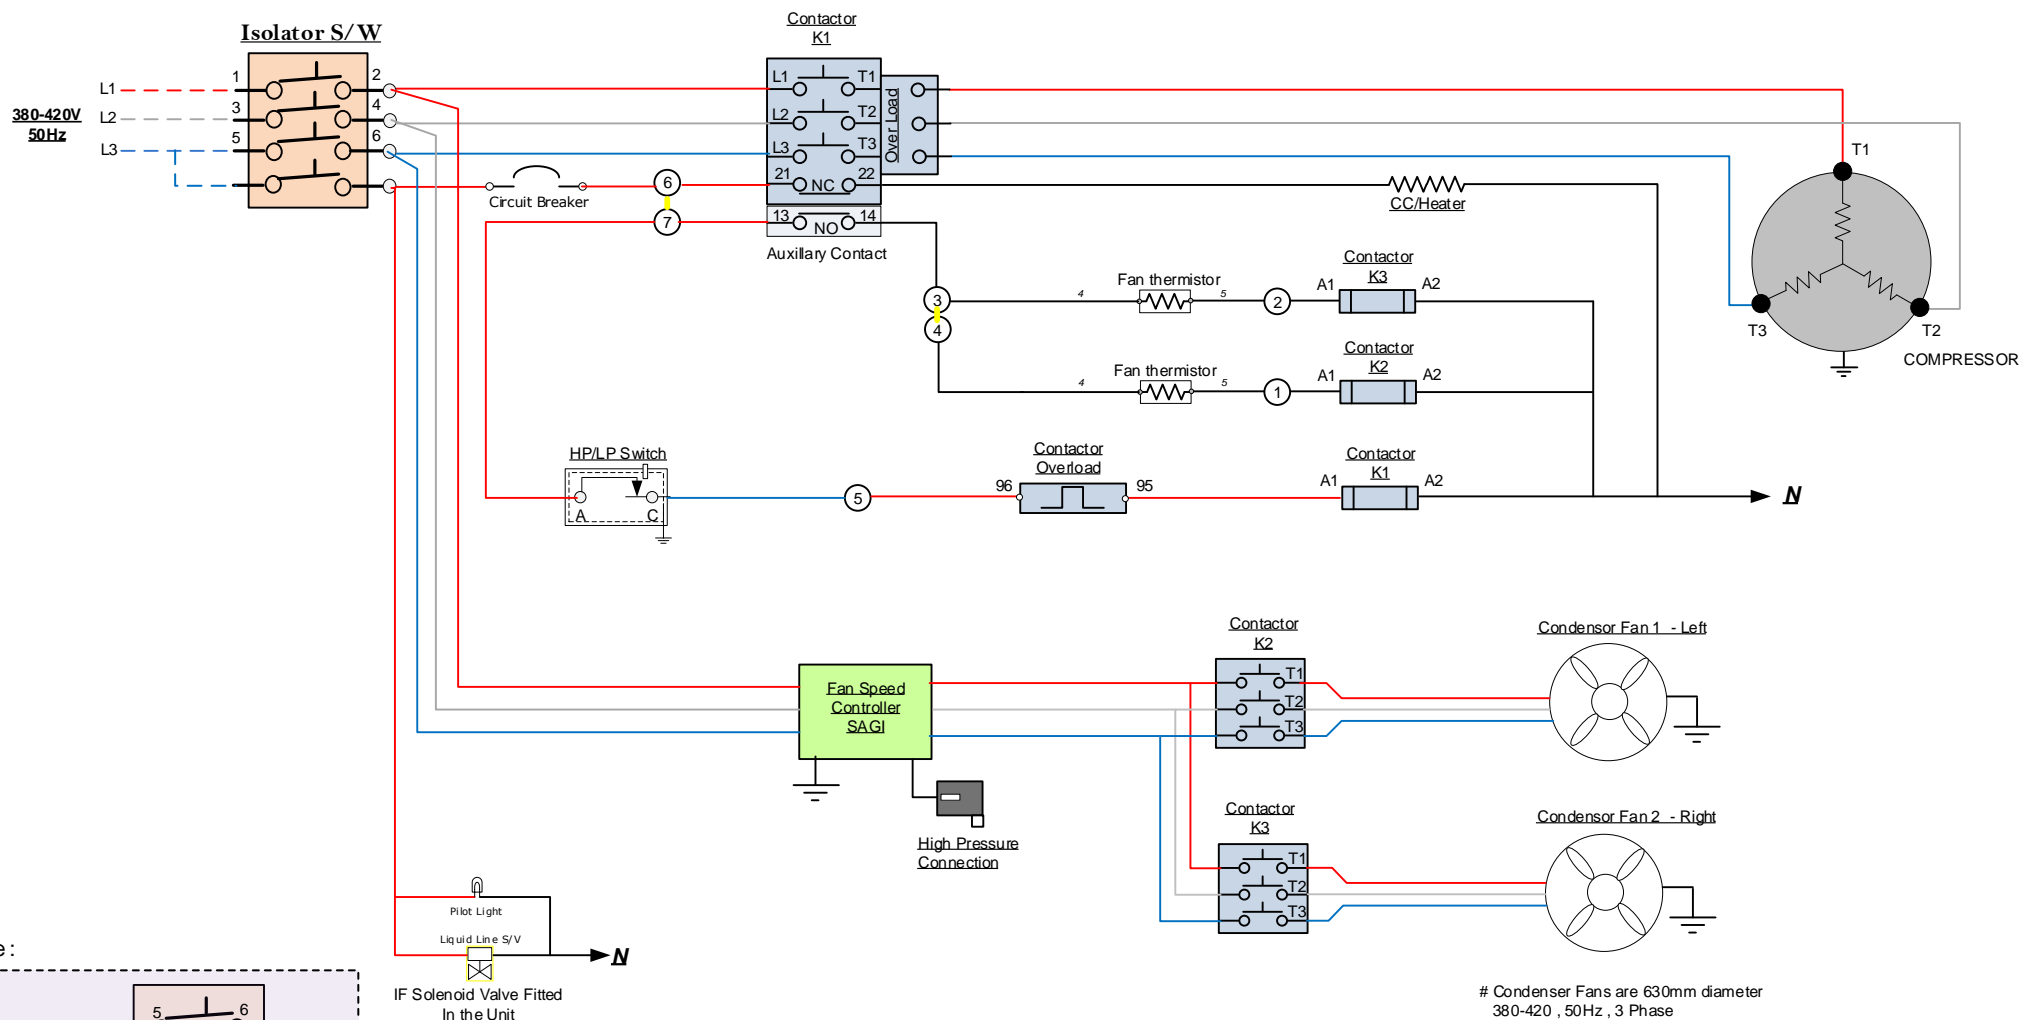 Isolator S/W
Contactor
K1
380-420V
50Hz
L1
L2
L3
1
2
3
4
5
6
L1
T1
L2
T2
L3
T3
21
NC
22
13
NO
14
Over Load
Auxillary Contact
Circuit Breaker
6
7
CC/Heater
T1
T3
T2
COMPRESSOR
3
4
4
Fan thermistor
5
2
Contactor
K3
A1
A2
4
Fan thermistor
5
1
Contactor
K2
A1
A2
HP/LP Switch
A
C
5
Contactor
Overload
96
95
Contactor
K1
A1
A2
N
Fan Speed
Controller
SAGI
High Pressure
Connection
Contactor
K2
T1
T2
T3
Condensor Fan 1 - Left
Contactor
K3
T1
T2
T3
Condensor Fan 2 - Right
Pilot Light
Liquid Line S/V
N
IF Solenoid Valve Fitted
In the Unit
e :
5
6
# Condenser Fans are 630mm diameter
380-420 , 50Hz , 3 Phase